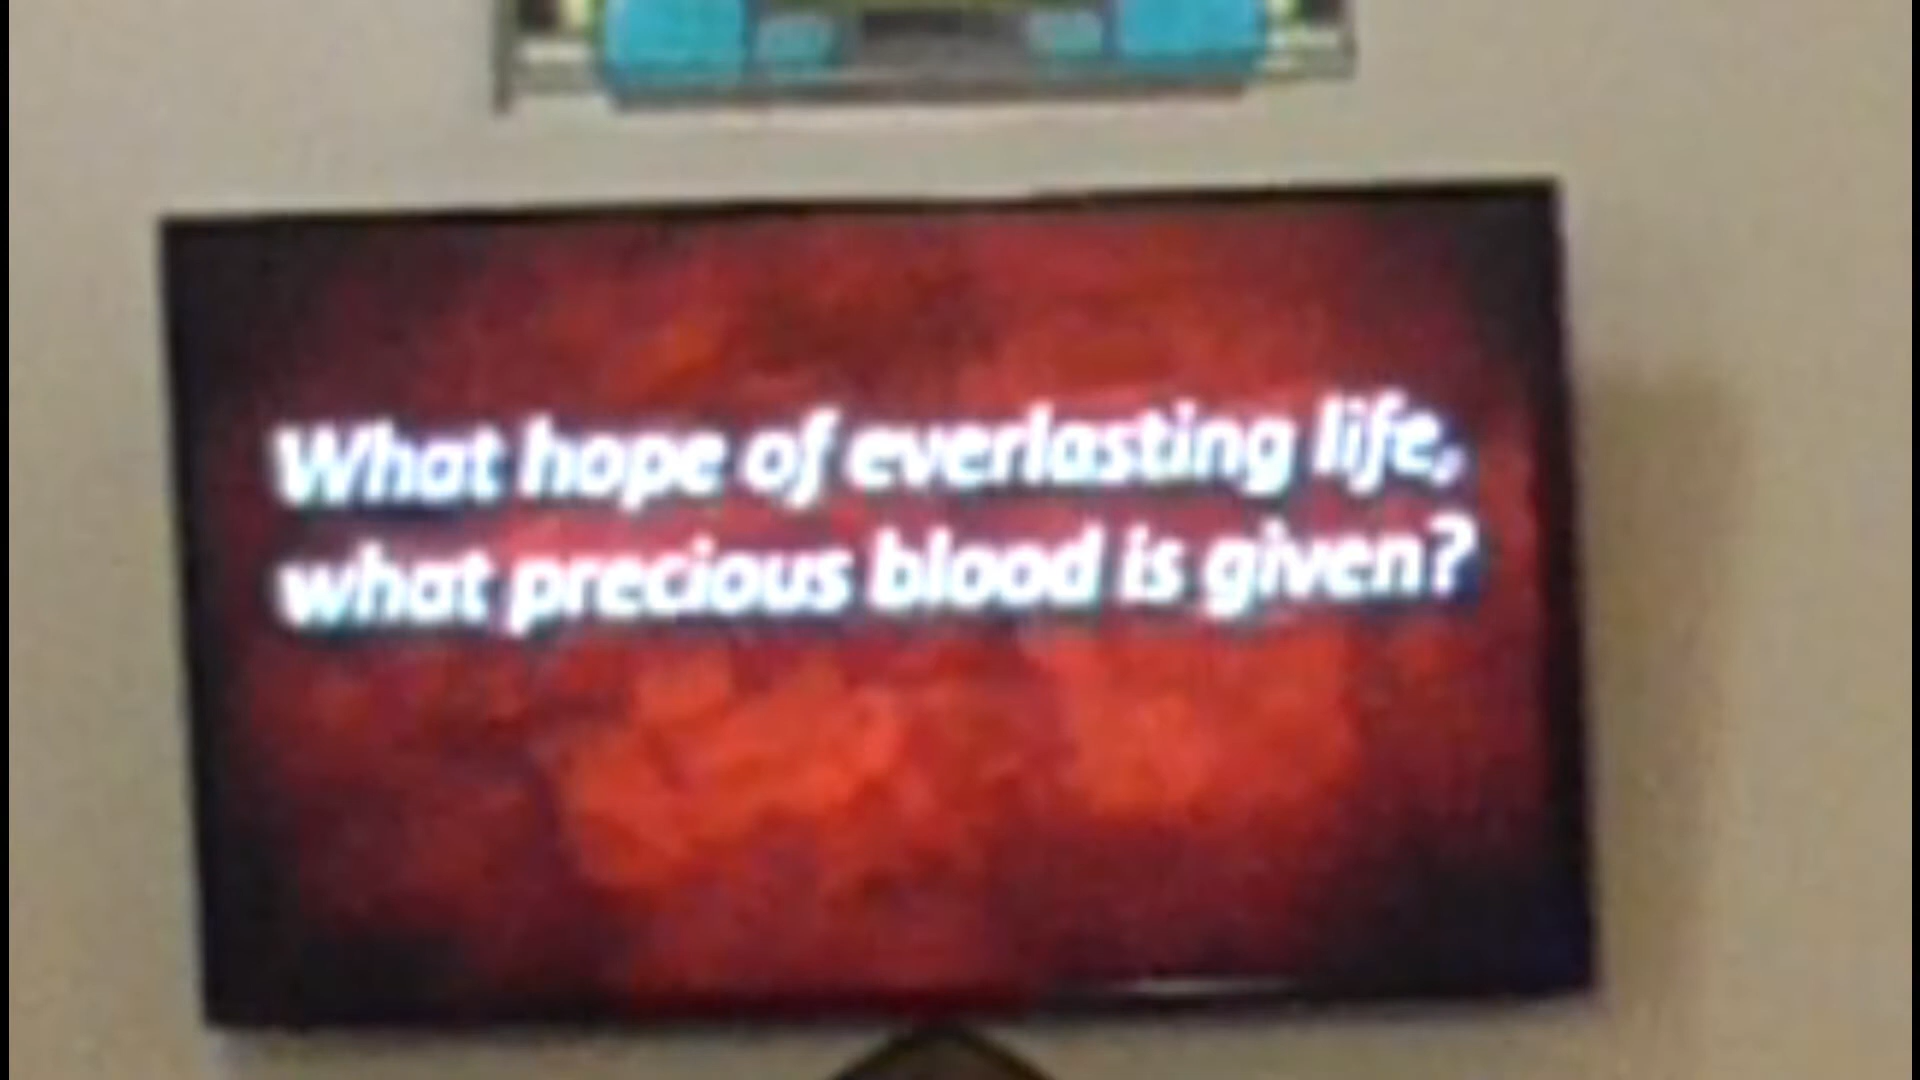 What hope of everlasting life,
what precious blood is given?